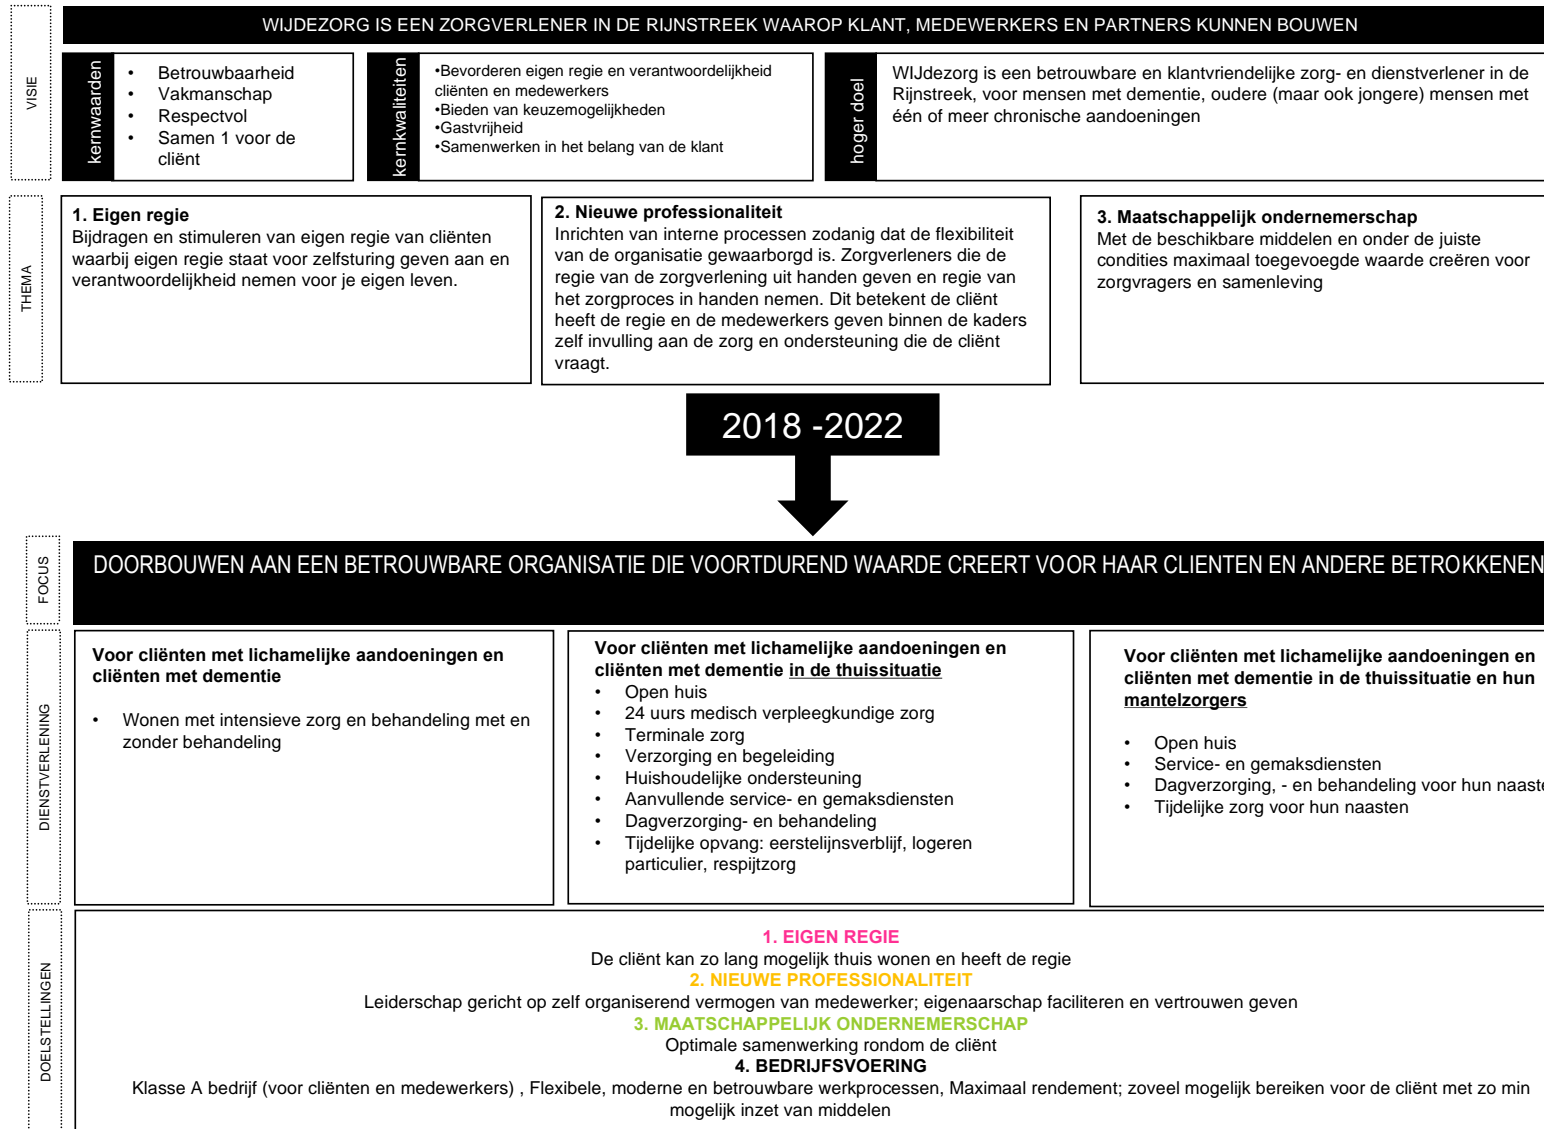 WIJDEZORG IS EEN ZORGVERLENER IN DE RIJNSTREEK WAAROP KLANT, MEDEWERKERS EN PARTNERS KUNNEN BOUWEN
VISIE
kernwaarden
• Betrouwbaarheid
• Vakmanschap
• Respectvol
• Samen 1 voor de
cliënt
kernkwaliteiten
•Bevorderen eigen regie en verantwoordelijkheid
cliënten en medewerkers
•Bieden van keuzemogelijkheden
•Gastvrijheid
•Samenwerken in het belang van de klant
hoger doel
WIJdezorg is een betrouwbare en klantvriendelijke zorg- en dienstverlener in de
Rijnstreek, voor mensen met dementie, oudere (maar ook jongere) mensen met
één of meer chronische aandoeningen
THEMA
1. Eigen regie
Bijdragen en stimuleren van eigen regie van cliënten
waarbij eigen regie staat voor zelfsturing geven aan en
verantwoordelijkheid nemen voor je eigen leven.
2. Nieuwe professionaliteit
Inrichten van interne processen zodanig dat de flexibiliteit
van de organisatie gewaarborgd is. Zorgverleners die de
regie van de zorgverlening uit handen geven en regie van
het zorgproces in handen nemen. Dit betekent de cliënt
heeft de regie en de medewerkers geven binnen de kaders
zelf invulling aan de zorg en ondersteuning die de cliënt
vraagt.
3. Maatschappelijk ondernemerschap
Met de beschikbare middelen en onder de juiste
condities maximaal toegevoegde waarde creëren voor
zorgvragers en samenleving
2018 -2022
FOCUS
DOORBOUWEN AAN EEN BETROUWBARE ORGANISATIE DIE VOORTDUREND WAARDE CREERT VOOR HAAR CLIENTEN EN ANDERE BETROKKENEN
DIENSTVERLENING
Voor cliënten met lichamelijke aandoeningen en
cliënten met dementie
• Wonen met intensieve zorg en behandeling met en
zonder behandeling
Voor cliënten met lichamelijke aandoeningen en
cliënten met dementie in de thuissituatie
• Open huis
• 24 uurs medisch verpleegkundige zorg
• Terminale zorg
• Verzorging en begeleiding
• Huishoudelijke ondersteuning
• Aanvullende service- en gemaksdiensten
• Dagverzorging- en behandeling
• Tijdelijke opvang: eerstelijnsverblijf, logeren
particulier, respijtzorg
Voor cliënten met lichamelijke aandoeningen en
cliënten met dementie in de thuissituatie en hun
mantelzorgers
• Open huis
• Service- en gemaksdiensten
• Dagverzorging, - en behandeling voor hun
• Tijdelijke zorg voor hun naasten
DOELSTELLINGEN
1. EIGEN REGIE
De cliënt kan zo lang mogelijk thuis wonen en heeft de regie
2. NIEUWE PROFESSIONALITEIT
Leiderschap gericht op zelf organiserend vermogen van medewerker; eigenaarschap faciliteren en vertrouwen geven
3. MAATSCHAPPELIJK ONDERNEMERSCHAP
Optimale samenwerking rondom de cliënt
4. BEDRIJFSVOERING
Klasse A bedrijf (voor cliënten en medewerkers) , Flexibele, moderne en betrouwbare werkprocessen, Maximaal rendement; zoveel mogelijk bereiken voor de cliënt met zo min
mogelijk inzet van middelen